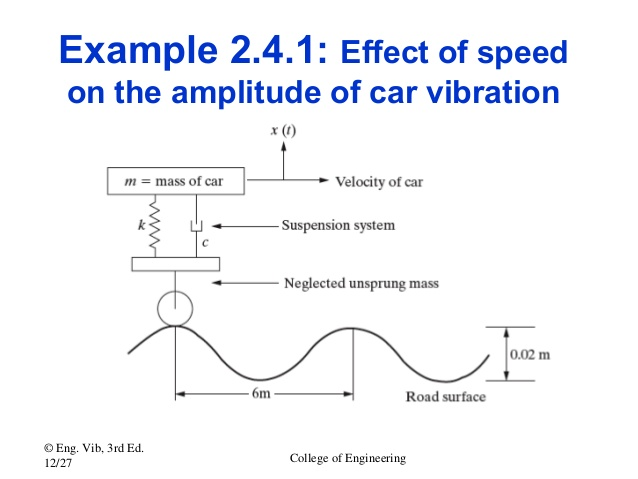 Example 2.4.1: Effect of speed
on the amplitude of car vibration
x (t)
m = mass of car
Velocity of car
k
Suspension system
c
Neglected unsprung mass
0.02 m
6m
Road surface
© Eng. Vib, 3rd Ed.
12/27
College of Engineering